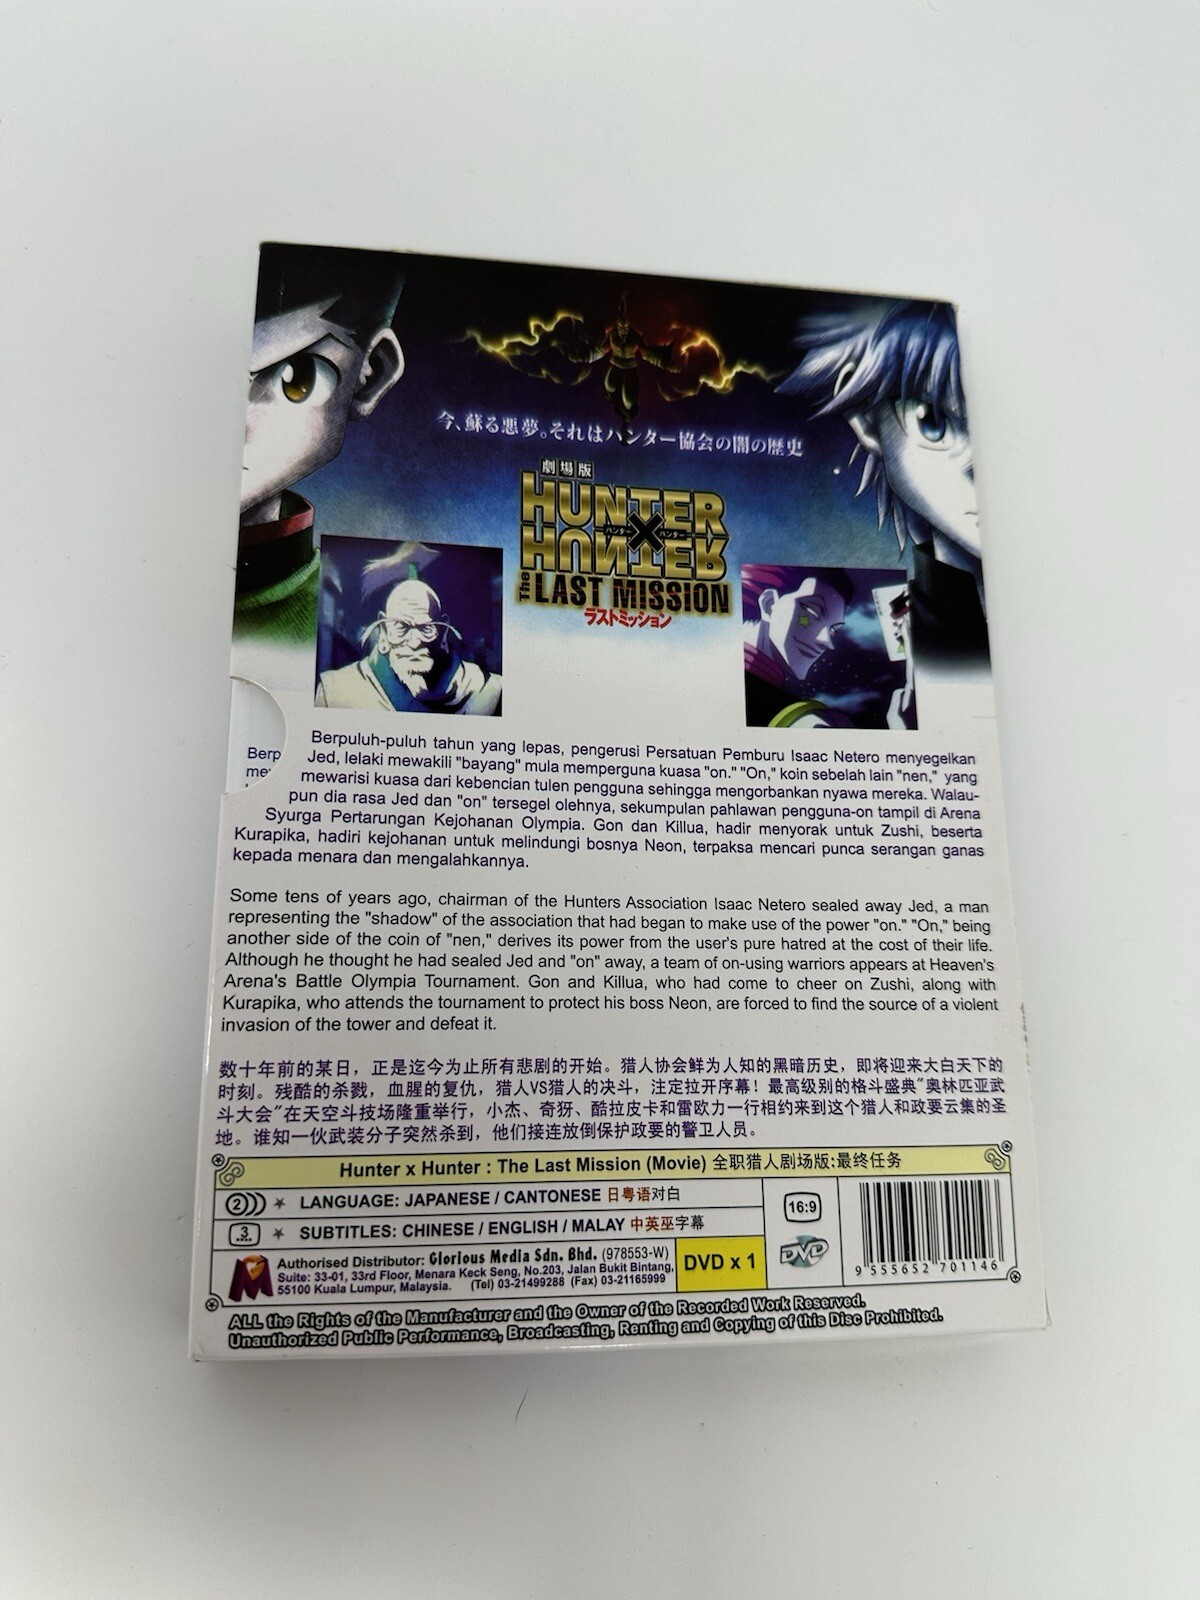 今、蘇る悪夢。それはハンター協会の闇の歴史
劇場版
HUNTER
ハンター X ハンター
HUNTER
The LAST MISSION
ラストミッション
Berpuluh-puluh tahun yang lepas, pengerusi Persatuan Pemburu Isaac Netero menyegelkan
Jed, lelaki mewakili "bayang" mula memperguna kuasa "on." "On," koin sebelah lain "nen," yang
mewarisi kuasa dari kebencian tulen pengguna sehingga mengorbankan nyawa mereka. Walau-
pun dia rasa Jed dan "on" tersegel olehnya, sekumpulan pahlawan pengguna-on tampil di Arena
Syurga Pertarungan Kejohanan Olympia. Gon dan Killua, hadir menyorak untuk Zushi, beserta
Kurapika, hadiri kejohanan untuk melindungi bosnya Neon, terpaksa mencari punca serangan ganas
kepada menara dan mengalahkannya.
Berp
Some tens of years ago, chairman of the Hunters Association Isaac Netero sealed away Jed, a man
representing the "shadow" of the association that had began to make use of the power "on." "On," being
another side of the coin of "nen," derives its power from the user's pure hatred at the cost of their life.
Although he thought he had sealed Jed and "on" away, a team of on-using warriors appears at Heaven's
Arena's Battle Olympia Tournament. Gon and Killua, who had come to cheer on Zushi, along with
Kurapika, who attends the tournament to protect his boss Neon, are forced to find the source of a violent
invasion of the tower and defeat it.
数十年前的某日，正是迄今为止所有悲剧的开始。猎人协会鲜为人知的黑暗历史，即将迎来大白天下的
时刻。残酷的杀戮，血腥的复仇，猎人VS猎人的决斗，注定拉开序幕！最高级别的格斗盛典"奥林匹亚武
斗大会"在天空斗技场隆重举行，小杰、奇犽、酷拉皮卡和雷欧力一行相约来到这个猎人和政要云集的圣
地。谁知一伙武装分子突然杀到，他们接连放倒保护政要的警卫人员。
Hunter x Hunter : The Last Mission (Movie) 全职猎人剧场版:最终任务
2 ★ LANGUAGE: JAPANESE / CANTONESE 日粤语对白
3 ★ SUBTITLES: CHINESE / ENGLISH / MALAY 中英巫字幕
Authorised Distributor: Glorious Media Sdn. Bhd. (978553-W)
Suite: 33-01, 33rd Floor, Menara Keck Seng, No.203, Jalan Bukit Bintang,
55100 Kuala Lumpur, Malaysia. (Tel) 03-21499288 (Fax) 03-21165999
DVD x 1
16:9
DVD
9 555652 701146
ALL the Rights of the Manufacturer and the Owner of the Recorded Work Reserved.
Unauthorized Public Performance, Broadcasting, Renting and Copying of this Disc Prohibited.